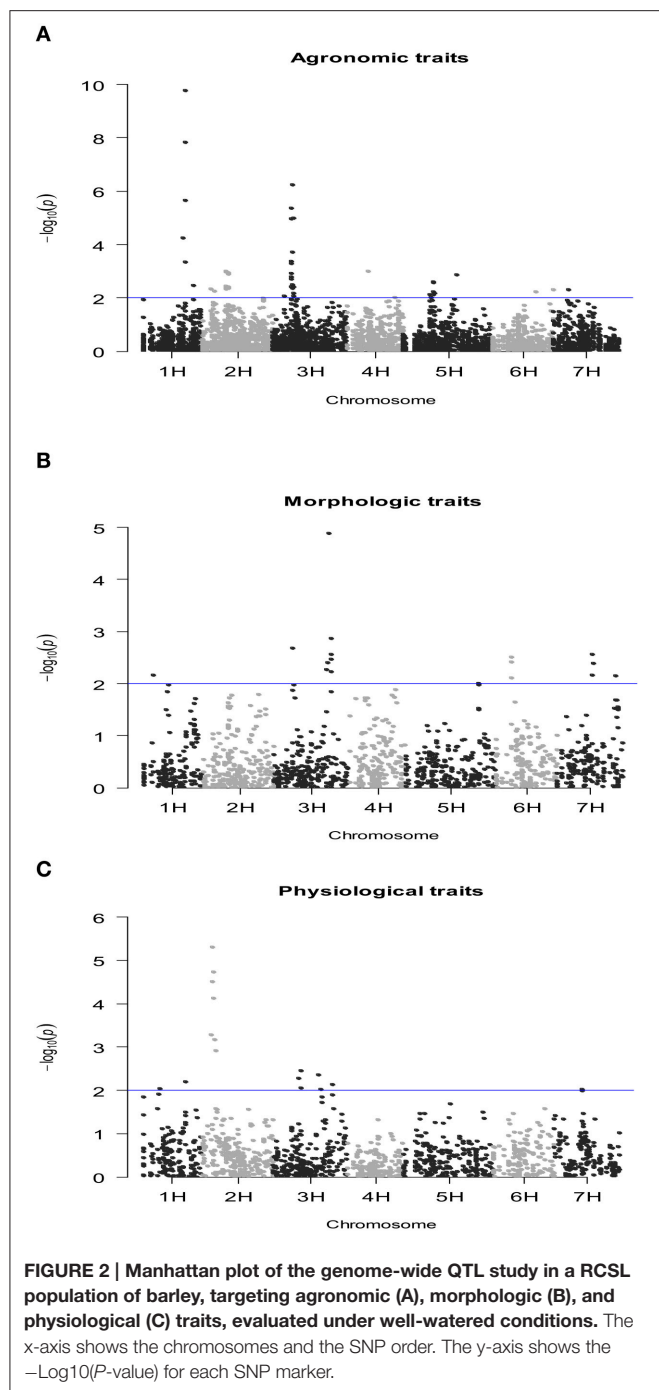 A
Agronomic traits
10
8
6
4
2
0
−log₁₀(p)
1H 2H 3H 4H 5H 6H 7H
Chromosome
B
Morphologic traits
5
4
3
2
1
0
−log₁₀(p)
1H 2H 3H 4H 5H 6H 7H
Chromosome
C
Physiological traits
6
5
4
3
2
1
0
−log₁₀(p)
1H 2H 3H 4H 5H 6H 7H
Chromosome
FIGURE 2 | Manhattan plot of the genome-wide QTL study in a RCSL
population of barley, targeting agronomic (A), morphologic (B), and
physiological (C) traits, evaluated under well-watered conditions. The
x-axis shows the chromosomes and the SNP order. The y-axis shows the
−Log10(P-value) for each SNP marker.